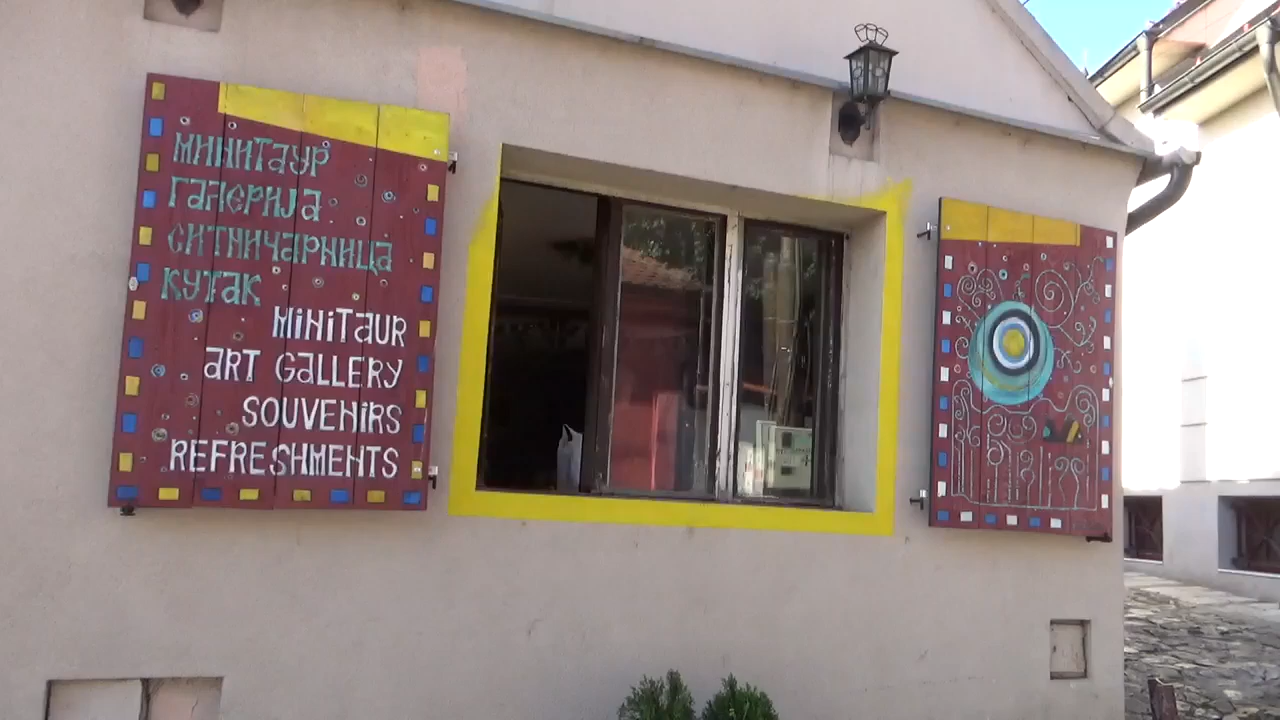 МИНИТАУР
ГАЛЕРИЈА
СИТНИЧАРНИЦА
КУТАК
MINITAUR
ART GALLERY
SOUVENIRS
REFRESHMENTS